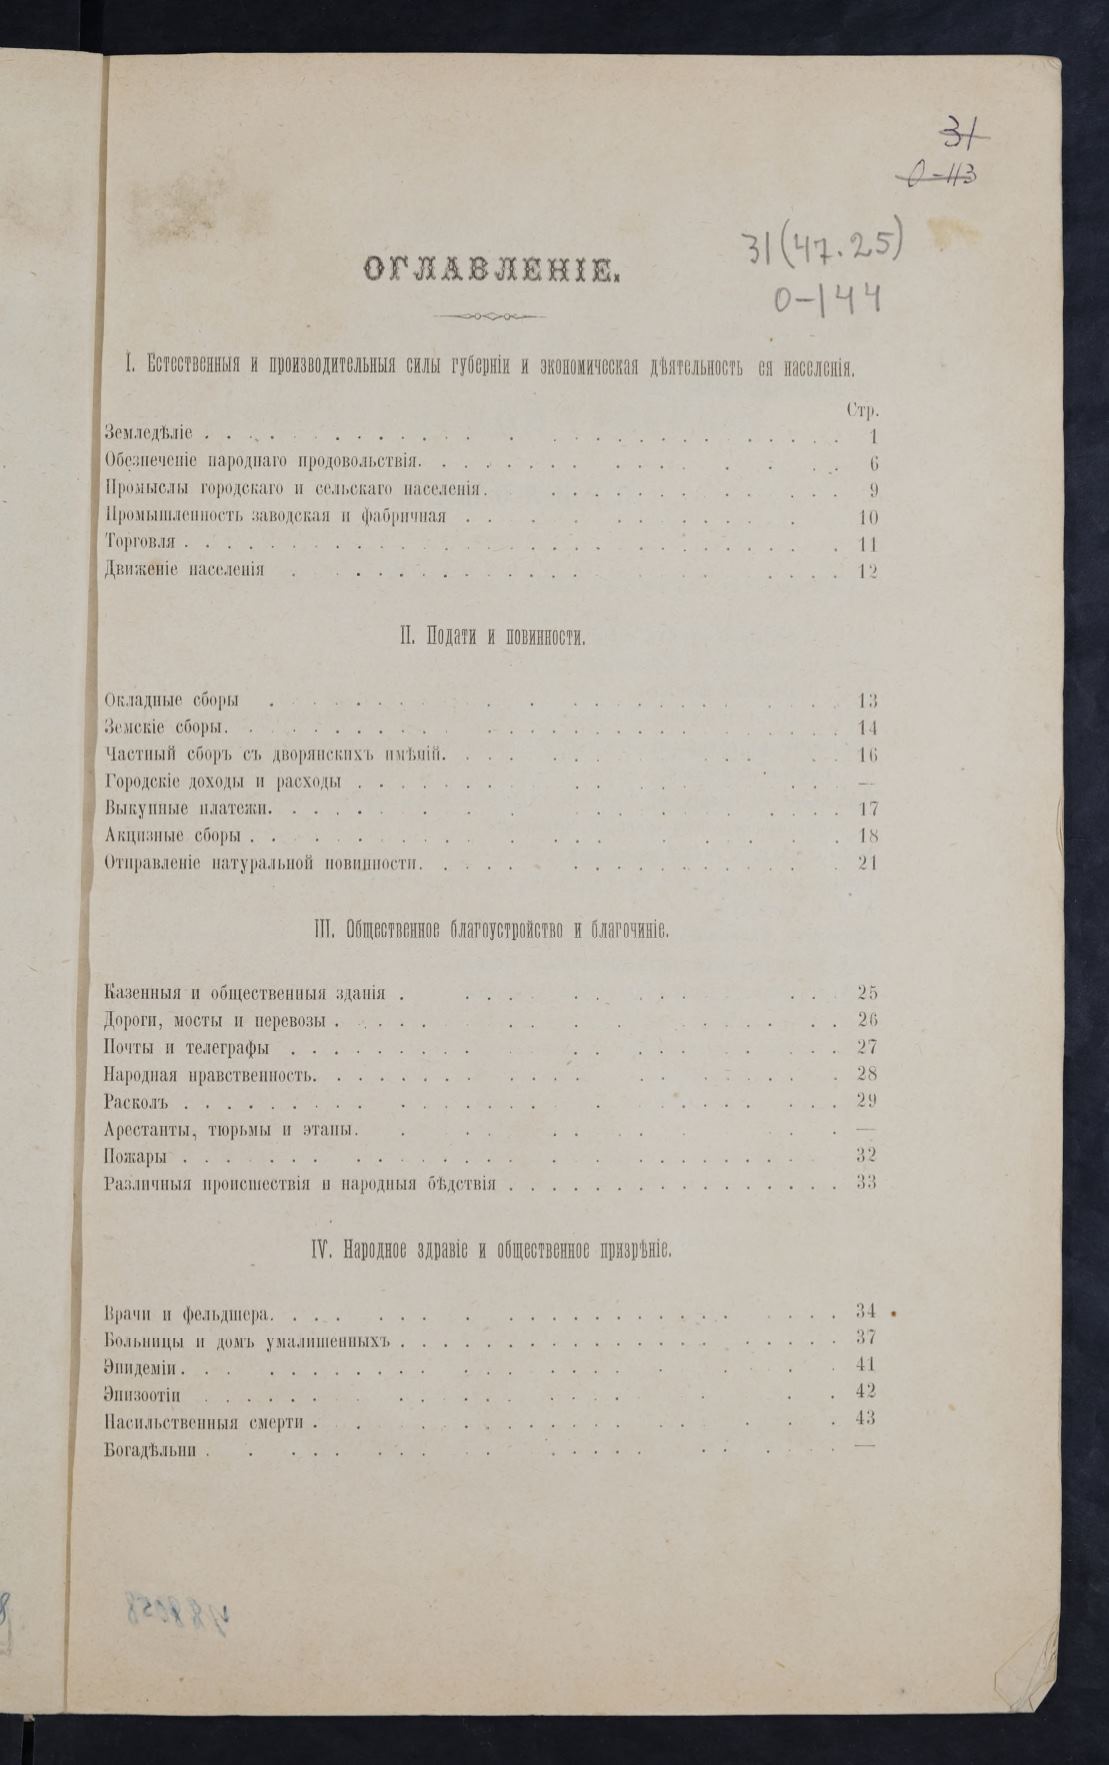 31
0-113
31(47.25)
0-144
ОГЛАВЛЕНІЕ.
I. Естественныя и производительныя силы губерніи и экономическая дѣятельность ея населенія.
Стр.
Земледѣліе . . . . . . . . . . 1
Обезпеченіе народнаго продовольствія. . . . . . . . . . 6
Промыслы городскаго и сельскаго населенія. . . . . . . . . . 9
Промышленность заводская и фабричная . . . . . . . . . . 10
Торговля . . . . . . . . . . 11
Движеніе населенія . . . . . . . . . . 12
II. Подати и повинности.
Окладные сборы . . . . . . . . . . 13
Земскіе сборы. . . . . . . . . . 14
Частный сборъ съ дворянскихъ имѣній. . . . . . . . . . 16
Городскіе доходы и расходы . . . . . . . . . . —
Выкупные платежи. . . . . . . . . . 17
Акцизные сборы . . . . . . . . . . 18
Отправленіе натуральной повинности. . . . . . . . . . 21
III. Общественное благоустройство и благочиніе.
Казенныя и общественныя зданія . . . . . . . . . . 25
Дороги, мосты и перевозы . . . . . . . . . . 26
Почты и телеграфы . . . . . . . . . . 27
Народная нравственность. . . . . . . . . . 28
Расколъ . . . . . . . . . . 29
Арестанты, тюрьмы и этапы. . . . . . . . . . —
Пожары . . . . . . . . . . 32
Различныя происшествія и народныя бѣдствія . . . . . . . . . . 33
IV. Народное здравіе и общественное призрѣніе.
Врачи и фельдшера. . . . . . . . . . 34
Больницы и домъ умалишенныхъ . . . . . . . . . . 37
Эпидеміи . . . . . . . . . . 41
Эпизоотіи . . . . . . . . . . 42
Насильственныя смерти . . . . . . . . . . 43
Богадѣльни . . . . . . . . . . —